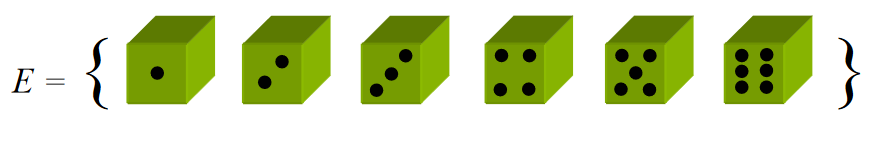 E = { }